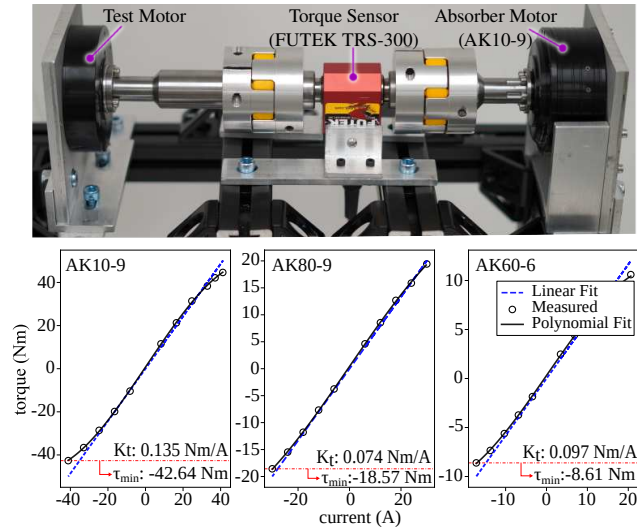 Test Motor
Torque Sensor
(FUTEK TRS-300)
Absorber Motor
(AK10-9)
FUTEK
torque (Nm)
AK10-9
40
20
0
-20
-40
Kt: 0.135 Nm/A
τmin: -42.64 Nm
-40
-20
0
20
40
AK80-9
20
15
10
5
0
-5
-10
-15
-20
Kt: 0.074 Nm/A
τmin:-18.57 Nm
-20
0
20
AK60-6
10
5
0
-5
-10
Linear Fit
Measured
Polynomial Fit
Kt: 0.097 Nm/A
τmin:-8.61 Nm
-10
0
10
20
current (A)